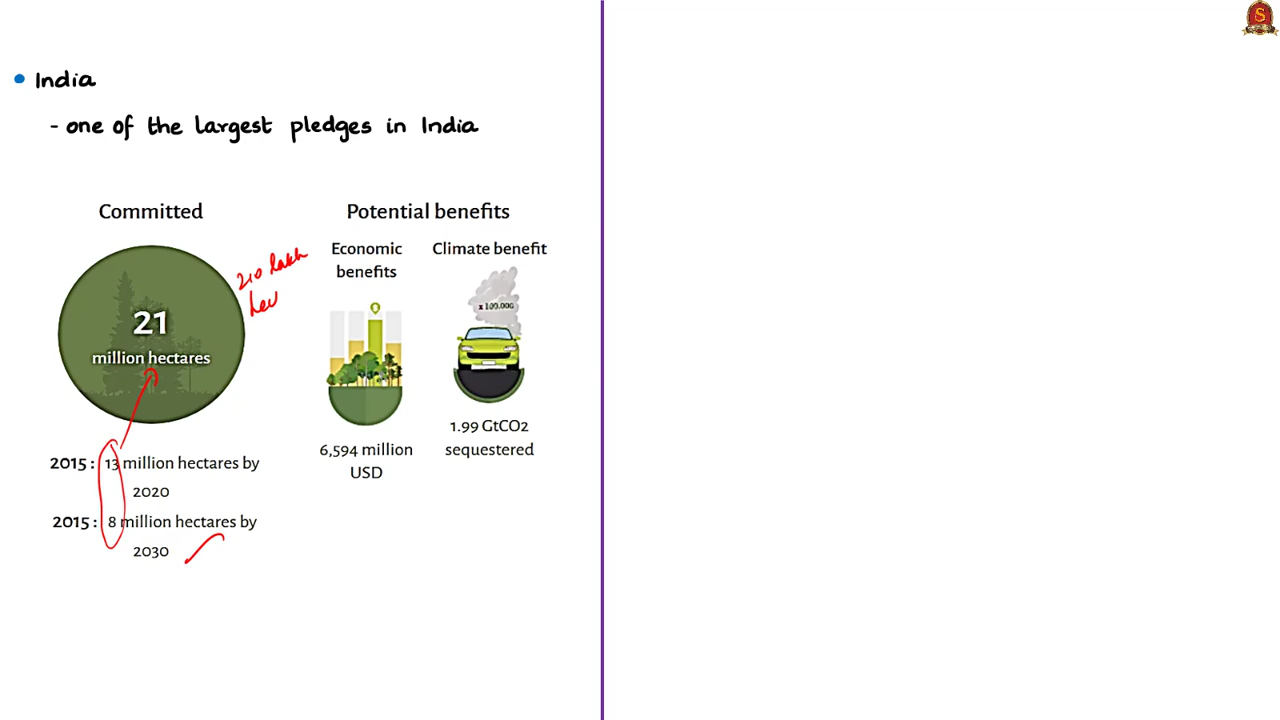 India
- one of the largest pledges in India
Committed
21
million hectares
210 lakh
2015 : 13 million hectares by
2020
2015 : 8 million hectares by
2030
Potential benefits
Economic
benefits
6,594 million
USD
Climate benefit
x 100.000
1.99 GtCO2
sequestered
S